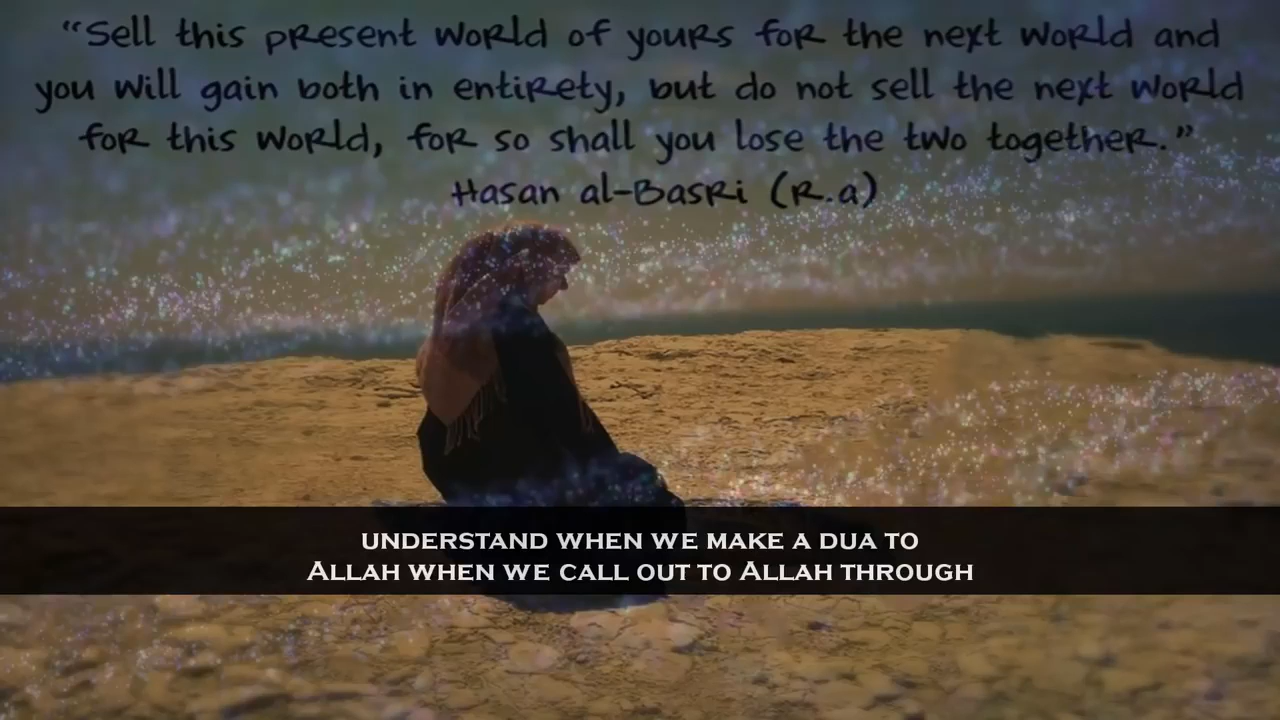 “Sell this present world of yours for the next world and
you will gain both in entirety, but do not sell the next world
for this world, for so shall you lose the two together.”
Hasan al-Basri (R.a)
UNDERSTAND WHEN WE MAKE A DUA TO
ALLAH WHEN WE CALL OUT TO ALLAH THROUGH